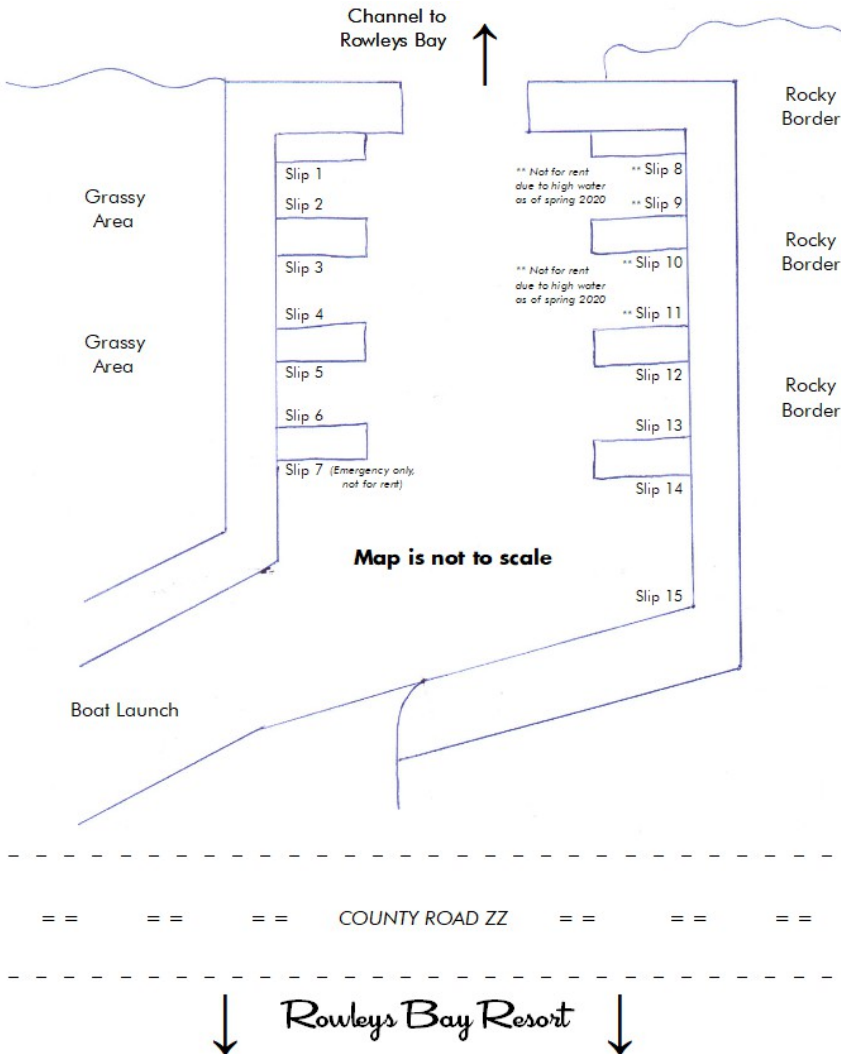 Channel to
Rowleys Bay
Rocky
Border
** Not for rent
due to high water
as of spring 2020
** Slip 8
Slip 1
Grassy
Area
Slip 2
** Slip 9
Rocky
Border
Slip 3
** Slip 10
** Not for rent
due to high water
as of spring 2020
Slip 4
** Slip 11
Grassy
Area
Slip 5
Slip 12
Rocky
Border
Slip 6
Slip 13
Slip 7 (Emergency only,
not for rent)
Slip 14
Map is not to scale
Slip 15
Boat Launch
COUNTY ROAD ZZ
Rowleys Bay Resort